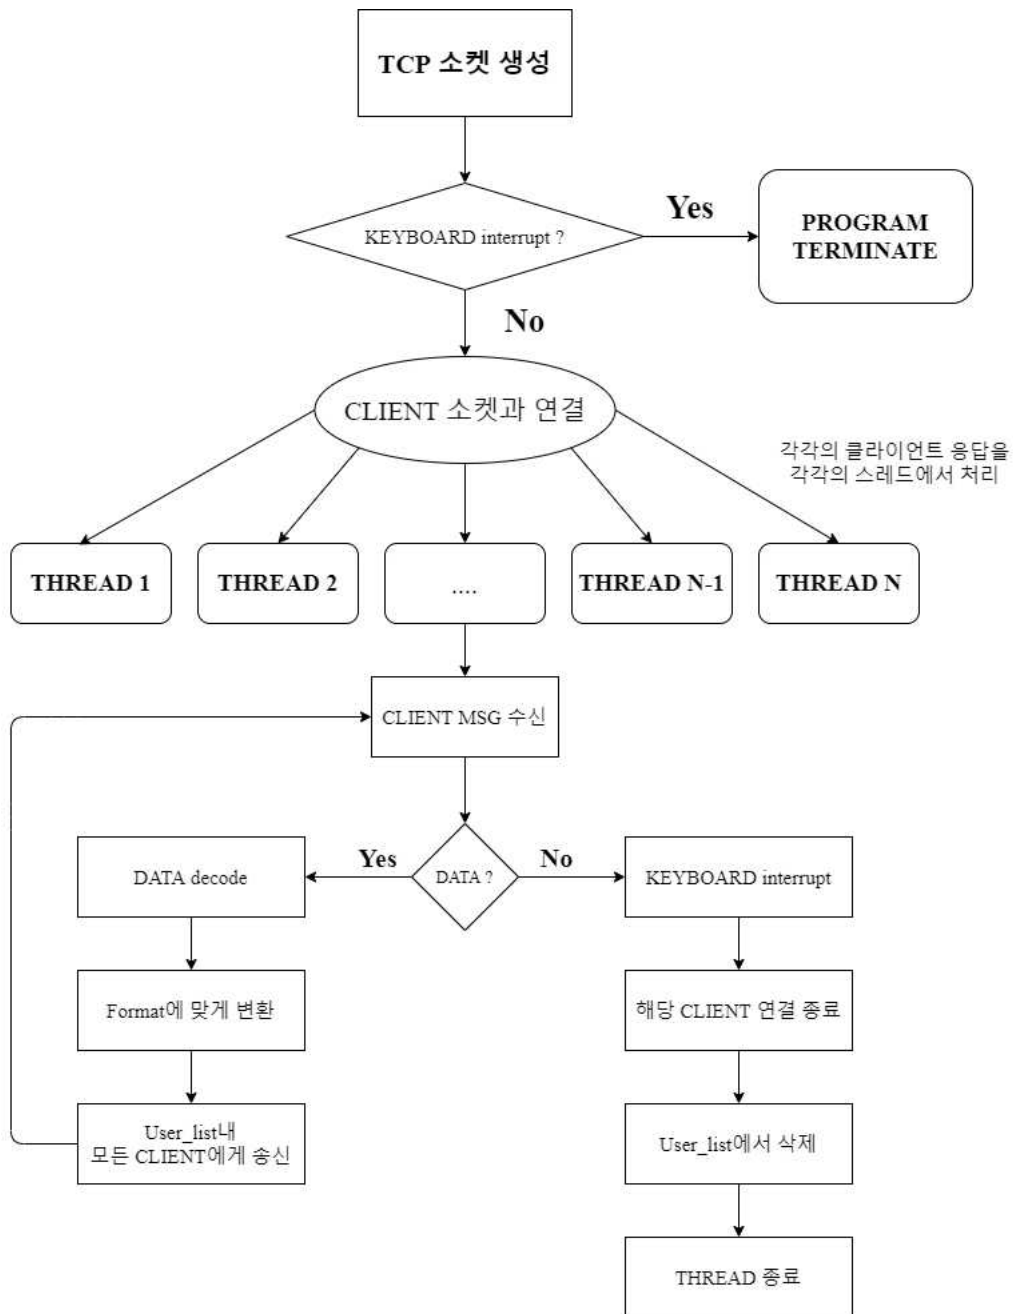 TCP 소켓 생성
KEYBOARD interrupt ?
Yes
PROGRAM
TERMINATE
No
CLIENT 소켓과 연결
각각의 클라이언트 응답을
각각의 스레드에서 처리
THREAD 1
THREAD 2
....
THREAD N-1
THREAD N
CLIENT MSG 수신
DATA ?
Yes
No
DATA decode
KEYBOARD interrupt
Format에 맞게 변환
해당 CLIENT 연결 종료
User_list내
모든 CLIENT에게 송신
User_list에서 삭제
THREAD 종료